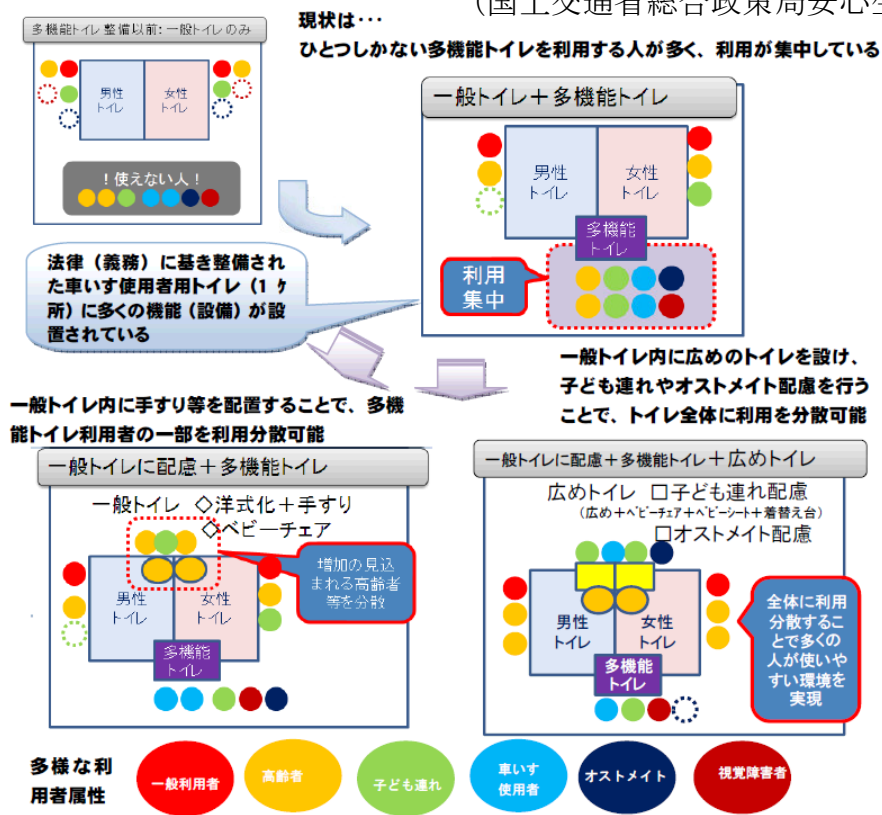 (国土交通省総合政策局安心生
現状は･･･
ひとつしかない多機能トイレを利用する人が多く、利用が集中している
多機能トイレ整備以前:一般トイレのみ
男性
トイレ
女性
トイレ
！使えない人！
一般トイレ＋多機能トイレ
男性
トイレ
女性
トイレ
多機能
トイレ
利用
集中
法律（義務）に基き整備され
た車いす使用者用トイレ（1ヶ
所）に多くの機能（設備）が設
置されている
一般トイレ内に広めのトイレを設け、
子ども連れやオストメイト配慮を行う
ことで、トイレ全体に利用を分散可能
一般トイレ内に手すり等を配置することで、多機
能トイレ利用者の一部を利用分散可能
一般トイレに配慮＋多機能トイレ
一般トイレ ◇洋式化＋手すり
◇ベビーチェア
増加の見込
まれる高齢者
等を分散
男性
トイレ
女性
トイレ
多機能
トイレ
一般トイレに配慮＋多機能トイレ＋広めトイレ
広めトイレ □子ども連れ配慮
（広め＋ベビーチェア＋ベビーシート＋着替え台）
□オストメイト配慮
男性
トイレ
女性
トイレ
多機能
トイレ
全体に利用
分散するこ
とで多くの
人が使いや
すい環境を
実現
多様な利
用者属性
一般利用者
高齢者
子ども連れ
車いす
使用者
オストメイト
視覚障害者